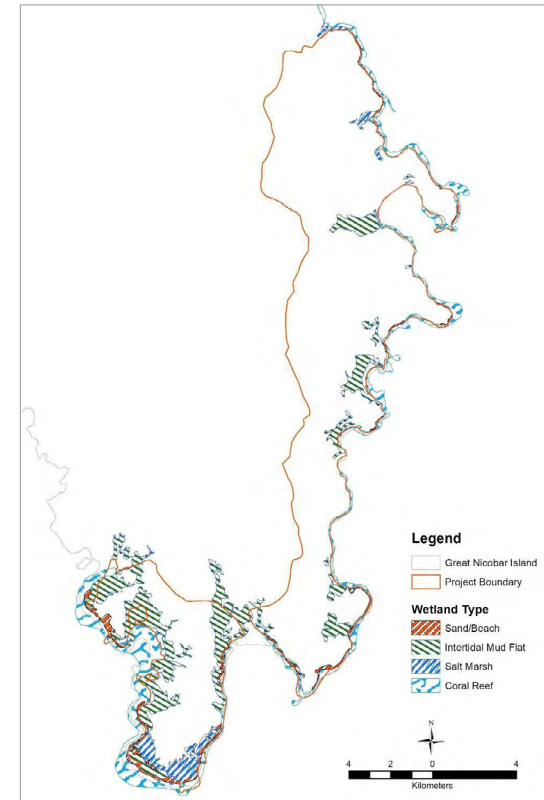 Legend
Great Nicobar Island
Project Boundary
Wetland Type
Sand/Beach
Intertidal Mud Flat
Salt Marsh
Coral Reef
N
4 2 0 4
Kilometers